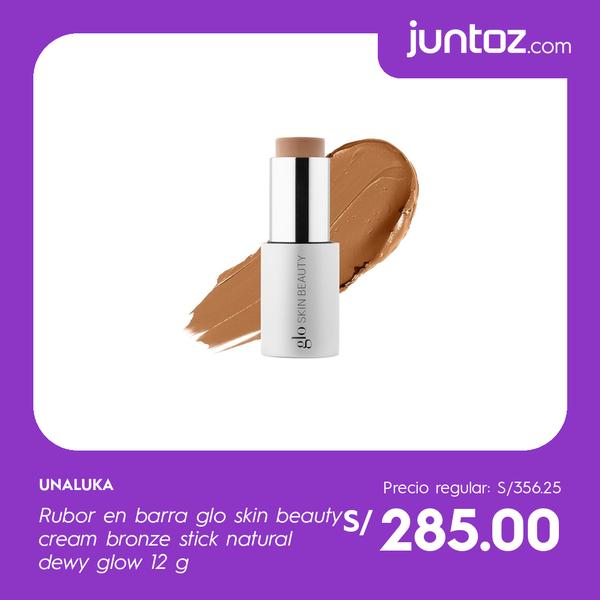 juntoz.com
glo SKIN BEAUTY
UNALUKA
Rubor en barra glo skin beauty
cream bronze stick natural
dewy glow 12 g
Precio regular: S/356.25
S/ 285.00